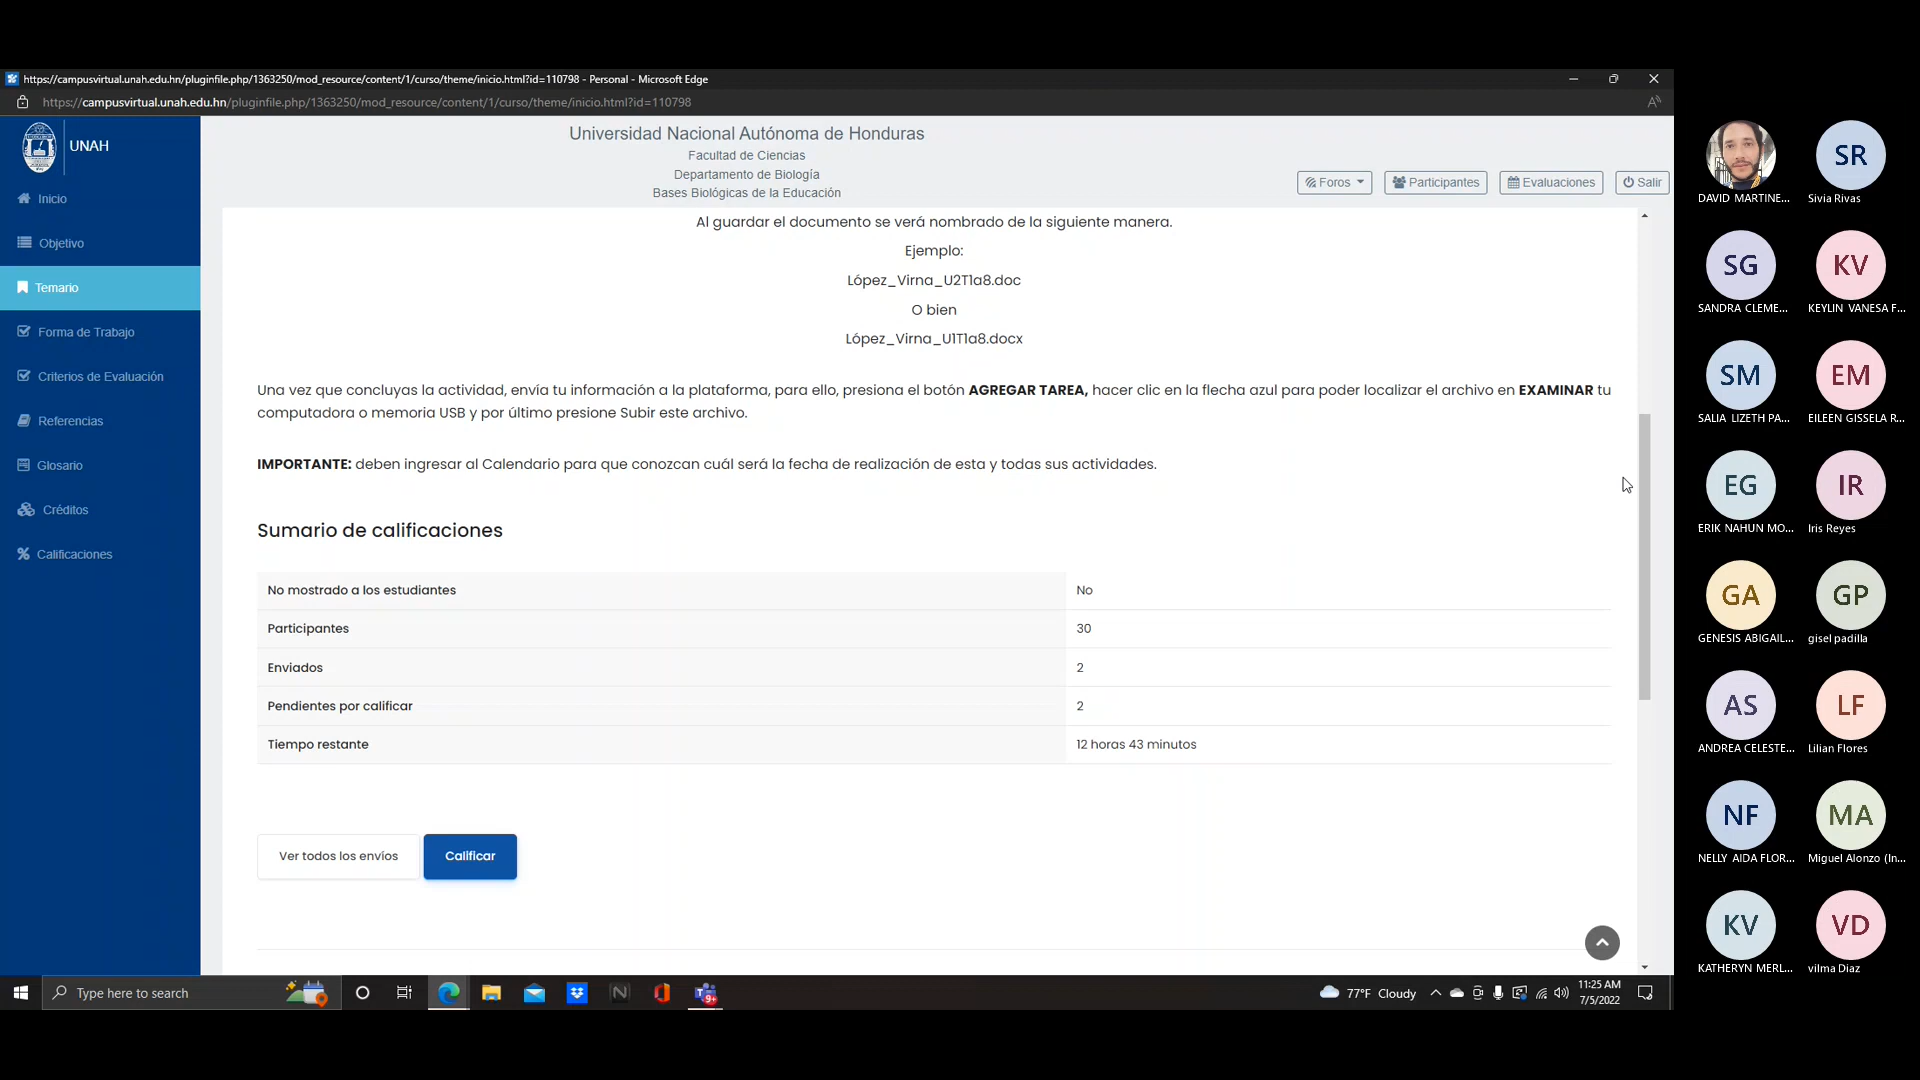 https://campusvirtual.unah.edu.hn/pluginfile.php/1363250/mod_resource/content/1/curso/theme/inicio.html?id=110798 - Personal - Microsoft Edge
https://campusvirtual.unah.edu.hn/pluginfile.php/1363250/mod_resource/content/1/curso/theme/inicio.html?id=110798
UNAH
Inicio
Objetivo
Temario
Forma de Trabajo
Criterios de Evaluación
Referencias
Glosario
Créditos
Calificaciones
Universidad Nacional Autónoma de Honduras
Facultad de Ciencias
Departamento de Biología
Bases Biológicas de la Educación
Foros
Participantes
Evaluaciones
Salir
Al guardar el documento se verá nombrado de la siguiente manera.
Ejemplo:
López_Virna_U2T1a8.doc
O bien
López_Virna_U1T1a8.docx
Una vez que concluyas la actividad, envía tu información a la plataforma, para ello, presiona el botón AGREGAR TAREA, hacer clic en la flecha azul para poder localizar el archivo en EXAMINAR tu
computadora o memoria USB y por último presione Subir este archivo.
IMPORTANTE: deben ingresar al Calendario para que conozcan cuál será la fecha de realización de esta y todas sus actividades.
Sumario de calificaciones
No mostrado a los estudiantes No
Participantes 30
Enviados 2
Pendientes por calificar 2
Tiempo restante 12 horas 43 minutos
Ver todos los envíos
Calificar
Type here to search
9+
77°F Cloudy
11:25 AM
7/5/2022
SR
DAVID MARTINE... Sivia Rivas
SG KV
SANDRA CLEME... KEYLIN VANESA F...
SM EM
SALIA LIZETH PA... EILEEN GISSELA R...
EG IR
ERIK NAHUN MO... Iris Reyes
GA GP
GENESIS ABIGAIL... gisel padilla
AS LF
ANDREA CELESTE... Lilian Flores
NF MA
NELLY AIDA FLOR... Miguel Alonzo (In...
KV VD
KATHERYN MERL... vilma Diaz